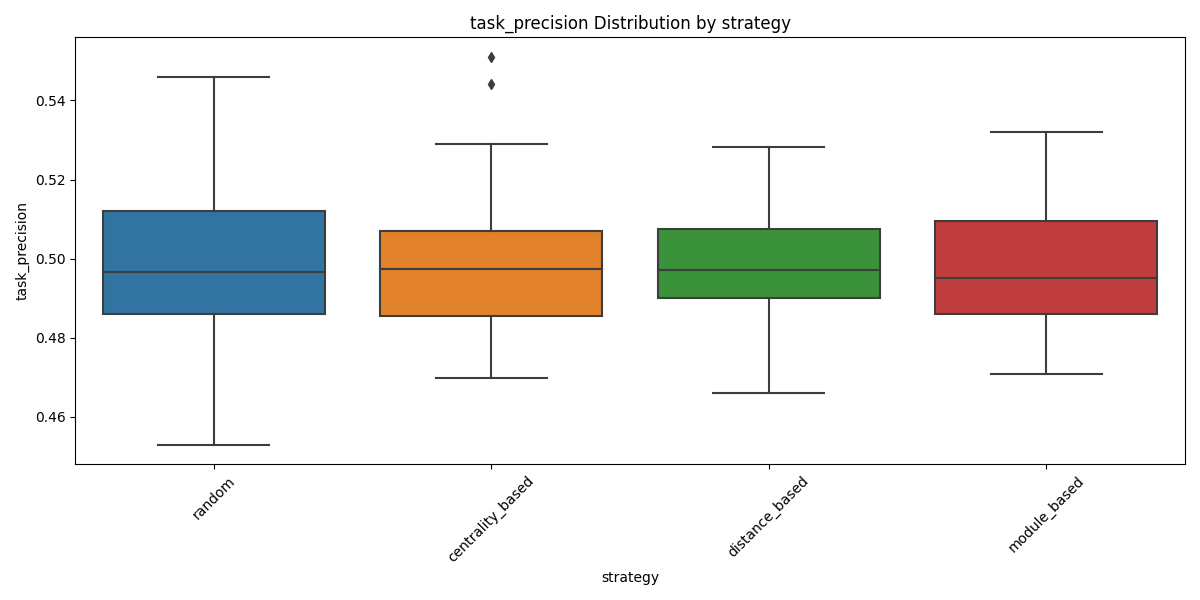 task_precision Distribution by strategy
task_precision
0.54
0.52
0.50
0.48
0.46
random
centrality_based
distance_based
module_based
strategy